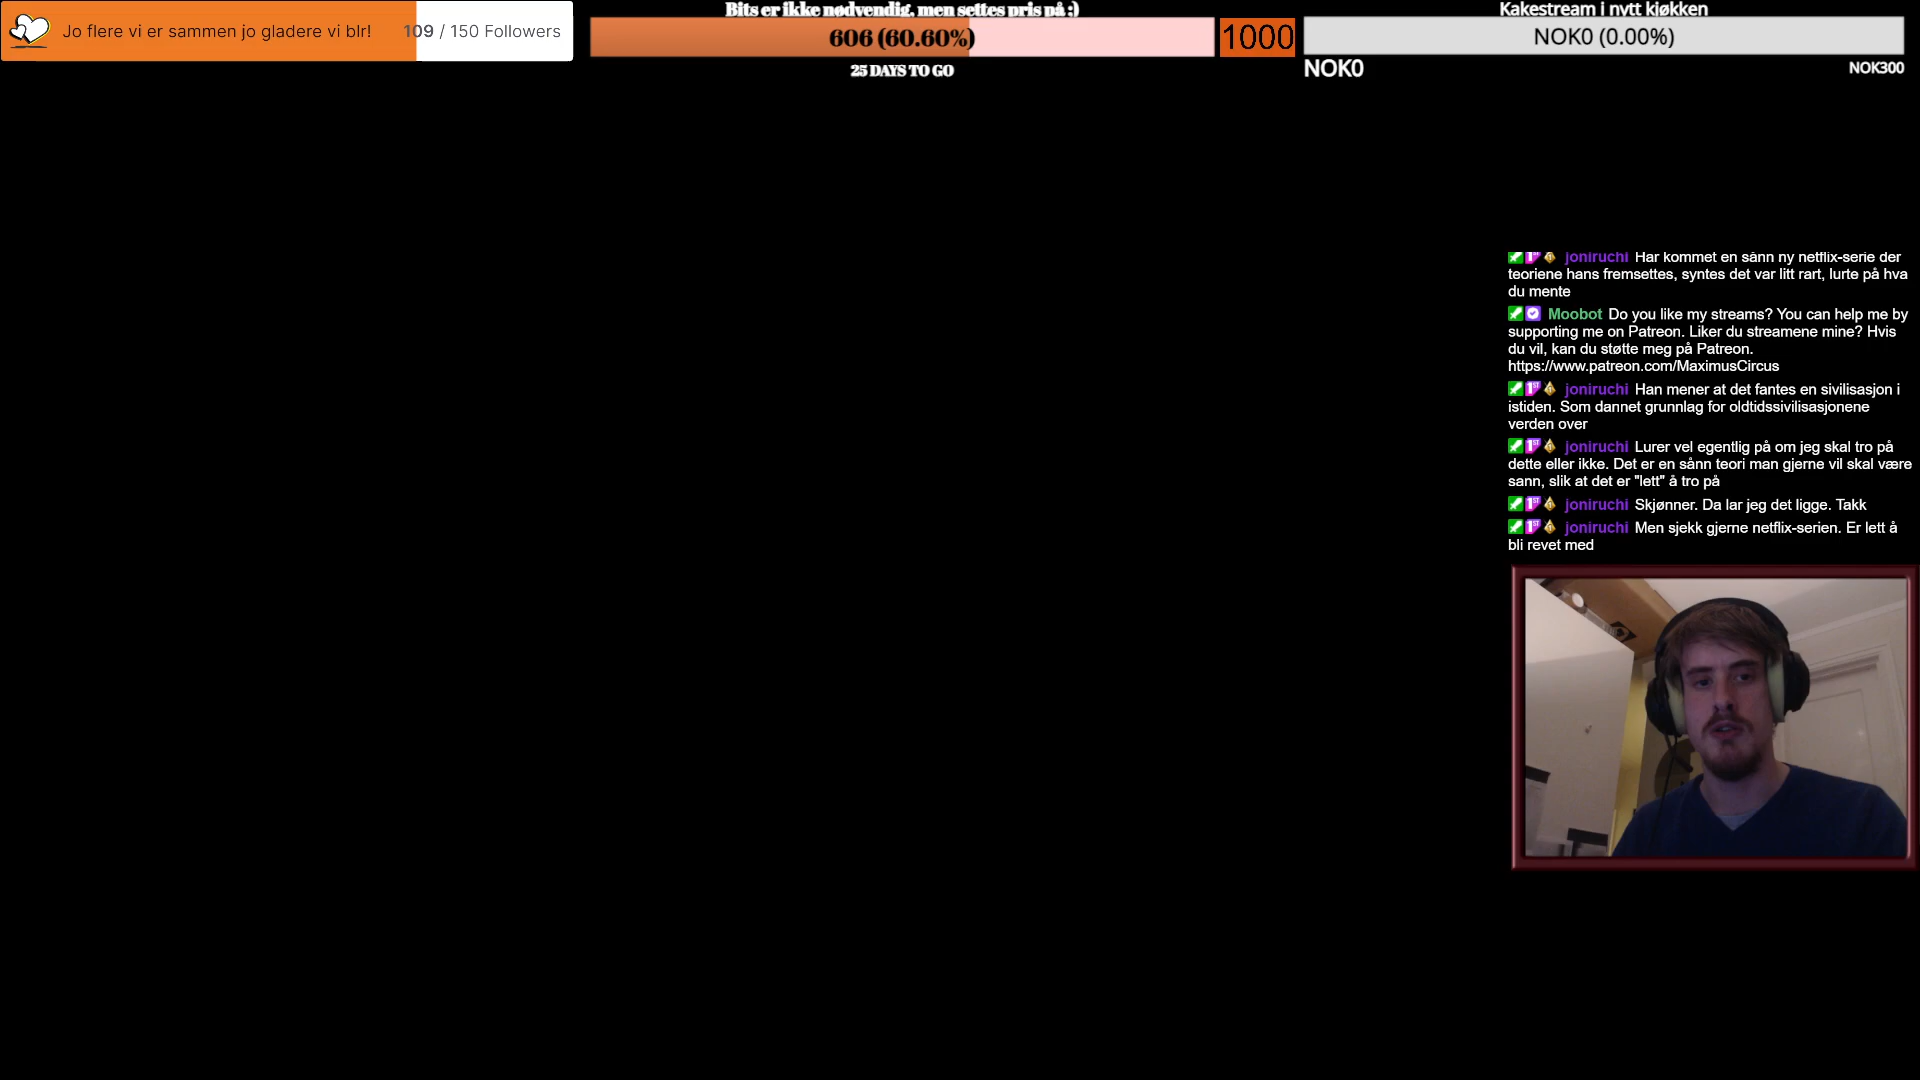 Jo flere vi er sammen jo gladere vi blr!
109 / 150 Followers
Bits er ikke nødvendig, men settes pris på :)
606 (60.60%)
1000
25 DAYS TO GO
Kakestream i nytt kjøkken
NOK0 (0.00%)
NOK0
NOK300
joniruchi Har kommet en sånn ny netflix-serie der
teoriene hans fremsettes, syntes det var litt rart, lurte på hva
du mente
Moobot Do you like my streams? You can help me by
supporting me on Patreon. Liker du streamene mine? Hvis
du vil, kan du støtte meg på Patreon.
https://www.patreon.com/MaximusCircus
joniruchi Han mener at det fantes en sivilisasjon i
istiden. Som dannet grunnlag for oldtidssivilisasjonene
verden over
joniruchi Lurer vel egentlig på om jeg skal tro på
dette eller ikke. Det er en sånn teori man gjerne vil skal være
sann, slik at det er "lett" å tro på
joniruchi Skjønner. Da lar jeg det ligge. Takk
joniruchi Men sjekk gjerne netflix-serien. Er lett å
bli revet med